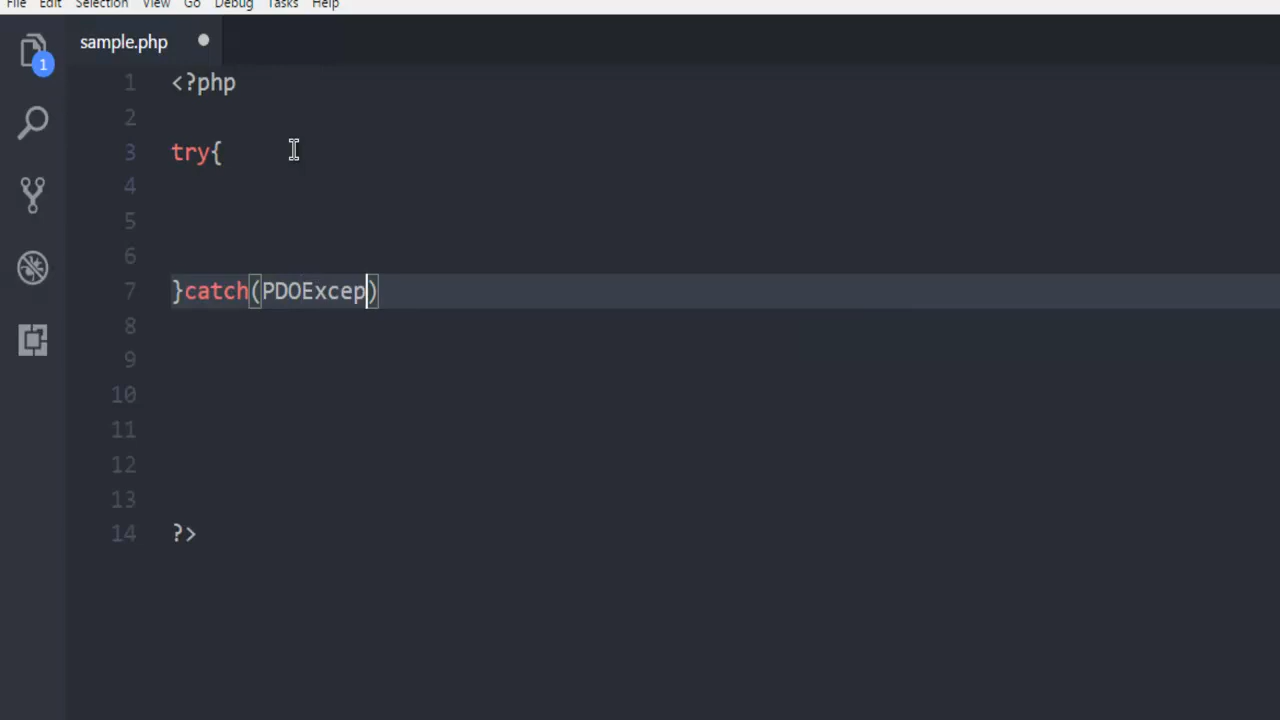 File Edit Selection View Go Debug Tasks Help
sample.php
1
1 <?php
2
3 try{
4
5
6
7 }catch(PDOExcep)
8
9
10
11
12
13
14 ?>